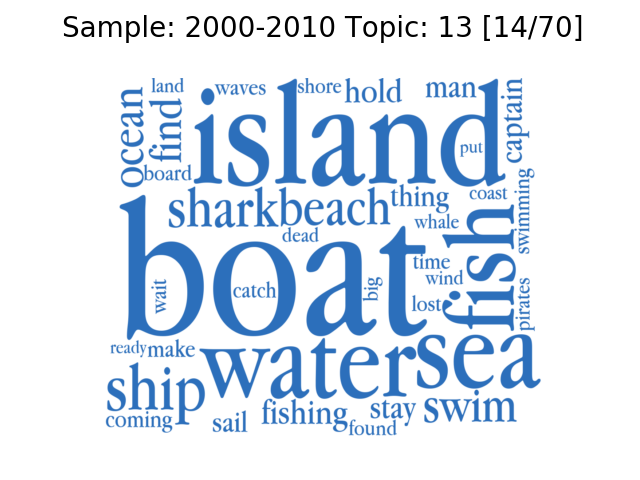 Sample: 2000-2010 Topic: 13 [14/70]
land waves shore hold man captain
ocean find island put
board
shark beach thing coast swimming
whale
dead
boat fish
time
wait catch big wind
lost pirates
ready make water sea
ship fishing stay swim
coming sail found